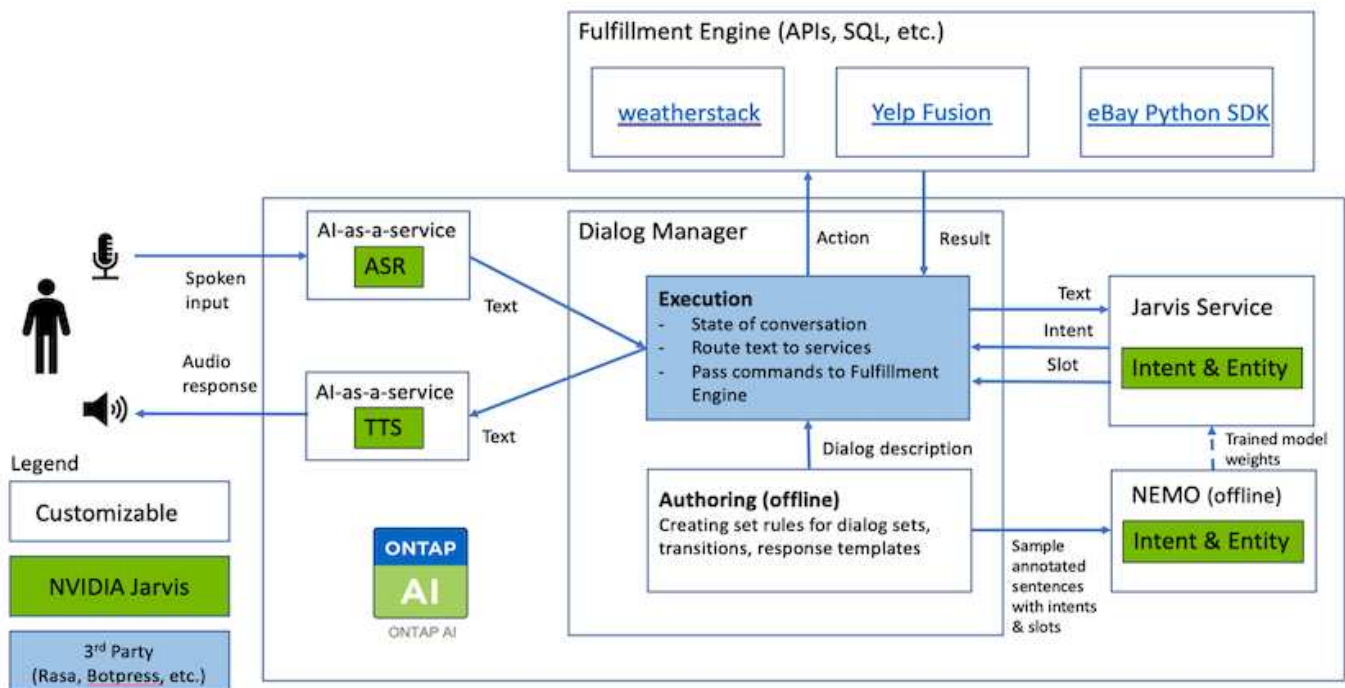 Fulfillment Engine (APIs, SQL, etc.)
weatherstack
Yelp Fusion
eBay Python SDK
AI-as-a-service
ASR
Spoken
input
Text
Dialog Manager
Action
Result
Execution
- State of conversation
- Route text to services
- Pass commands to Fulfillment
Engine
Text
Intent
Slot
Jarvis Service
Intent & Entity
Audio
response
AI-as-a-service
TTS
Text
Dialog description
Trained model
weights
Authoring (offline)
Creating set rules for dialog sets,
transitions, response templates
Sample
annotated
sentences
with intents
& slots
NEMO (offline)
Intent & Entity
Legend
Customizable
NVIDIA Jarvis
3rd Party
(Rasa, Botpress, etc.)
ONTAP
AI
ONTAP AI